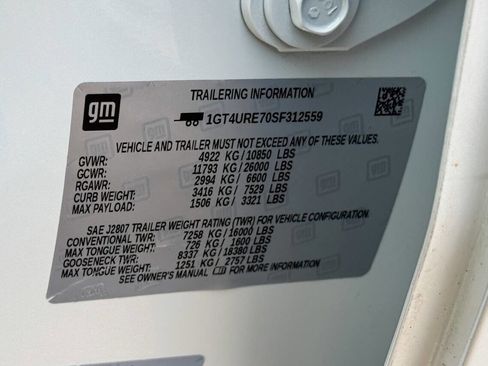 TRAILERING INFORMATION
gm
1GT4URE70SF312559
VEHICLE AND TRAILER MUST NOT EXCEED ANY OF THESE VALUES.
GVWR: 4922 KG/10850 LBS
GCWR: 11793 KG/26000 LBS
RGAWR: 2994 KG/ 6600 LBS
CURB WEIGHT: 3416 KG/ 7529 LBS
MAX PAYLOAD: 1506 KG/ 3321 LBS
SAE J2807 TRAILER WEIGHT RATING (TWR) FOR VEHICLE CONFIGURATION.
CONVENTIONAL TWR: 7258 KG/16000 LBS
MAX TONGUE WEIGHT: 726 KG/ 1600 LBS
GOOSENECK TWR: 8337 KG/18380 LBS
MAX TONGUE WEIGHT: 1251 KG/ 2757 LBS
SEE OWNER'S MANUAL FOR MORE INFORMATION